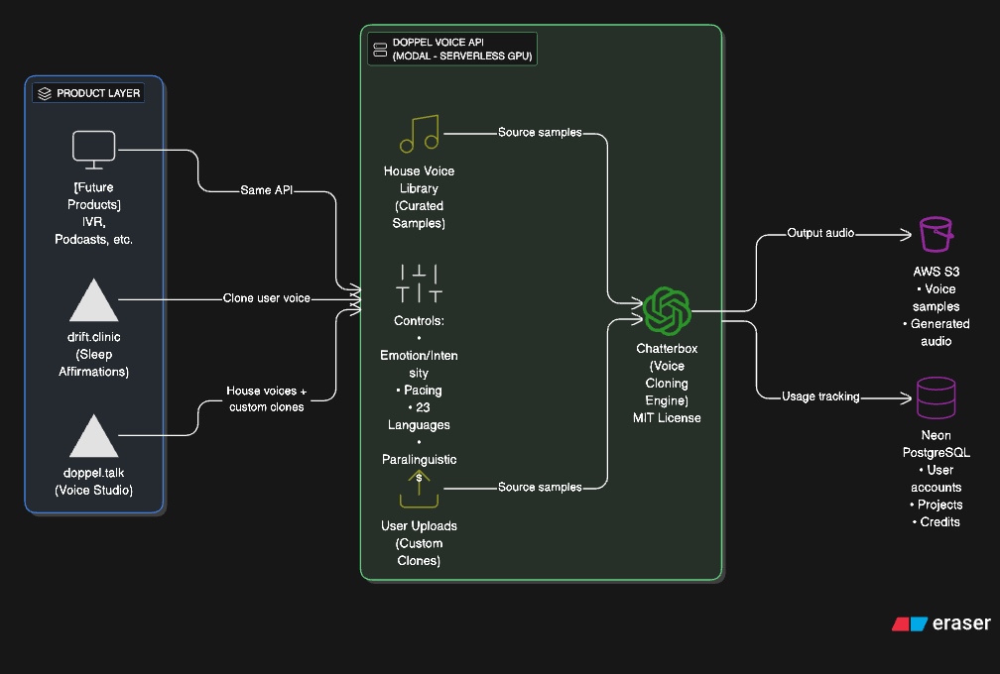 PRODUCT LAYER
[Future
Products]
IVR,
Podcasts, etc.
drift.clinic
(Sleep
Affirmations)
doppel.talk
(Voice Studio)
Same API
Clone user voice
House voices +
custom clones
DOPPEL VOICE API
(MODAL - SERVERLESS GPU)
House Voice
Library
(Curated
Samples)
Controls:
•
Emotion/Inten
sity
• Pacing
• 23
Languages
•
Paralinguistic
s
User Uploads
(Custom
Clones)
Source samples
Source samples
Chatterbox
(Voice
Cloning
Engine)
MIT License
Output audio
Usage tracking
AWS S3
• Voice
samples
• Generated
audio
Neon
PostgreSQL
• User
accounts
• Projects
• Credits
eraser